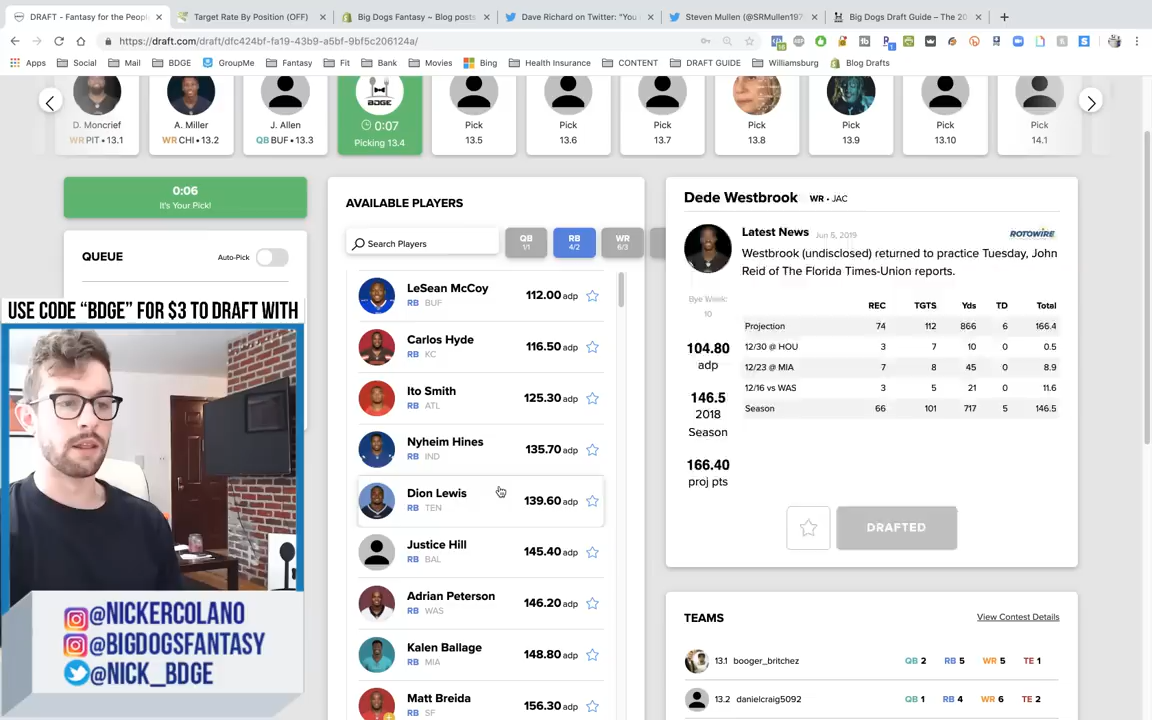 DRAFT - Fantasy for the Peopl
Target Rate By Position (OFF)
Big Dogs Fantasy ~ Blog posts
Dave Richard on Twitter: "You
Steven Mullen (@SRMullen197
Big Dogs Draft Guide – The 20
https://draft.com/draft/dfc424bf-fa19-43b9-a5bf-9bf5c206124a/
Apps Social Mail BDGE GroupMe Fantasy Fit Bank Movies Bing Health Insurance CONTENT DRAFT GUIDE Williamsburg Blog Drafts
BDGE
D. Moncrief
WR PIT • 13.1
A. Miller
WR CHI • 13.2
J. Allen
QB BUF • 13.3
0:07
Picking 13.4
Pick
13.5
Pick
13.6
Pick
13.7
Pick
13.8
Pick
13.9
Pick
13.10
Pick
14.1
0:06
It's Your Pick!
QUEUE
Auto-Pick
USE CODE "BDGE" FOR $3 TO DRAFT WITH
@NICKERCOLANO
@BIGDOGSFANTASY
@NICK_BDGE
AVAILABLE PLAYERS
Search Players
QB
1/1
RB
4/2
WR
6/3
LeSean McCoy
RB BUF
112.00 adp
Carlos Hyde
RB KC
116.50 adp
Ito Smith
RB ATL
125.30 adp
Nyheim Hines
RB IND
135.70 adp
Dion Lewis
RB TEN
139.60 adp
Justice Hill
RB BAL
145.40 adp
Adrian Peterson
RB WAS
146.20 adp
Kalen Ballage
RB MIA
148.80 adp
Matt Breida
RB SF
156.30 adp
Dede Westbrook WR • JAC
Latest News Jun 5, 2019
ROTOWIRE
Westbrook (undisclosed) returned to practice Tuesday, John
Reid of The Florida Times-Union reports.
Bye Week:
10
104.80
adp
146.5
2018
Season
166.40
proj pts
REC TGTS Yds TD Total
Projection 74 112 866 6 166.4
12/30 @ HOU 3 7 10 0 0.5
12/23 @ MIA 7 8 45 0 8.9
12/16 vs WAS 3 5 21 0 11.6
Season 66 101 717 5 146.5
DRAFTED
TEAMS
View Contest Details
13.1 booger_britchez QB 2 RB 5 WR 5 TE 1
13.2 danielcraig5092 QB 1 RB 4 WR 6 TE 2